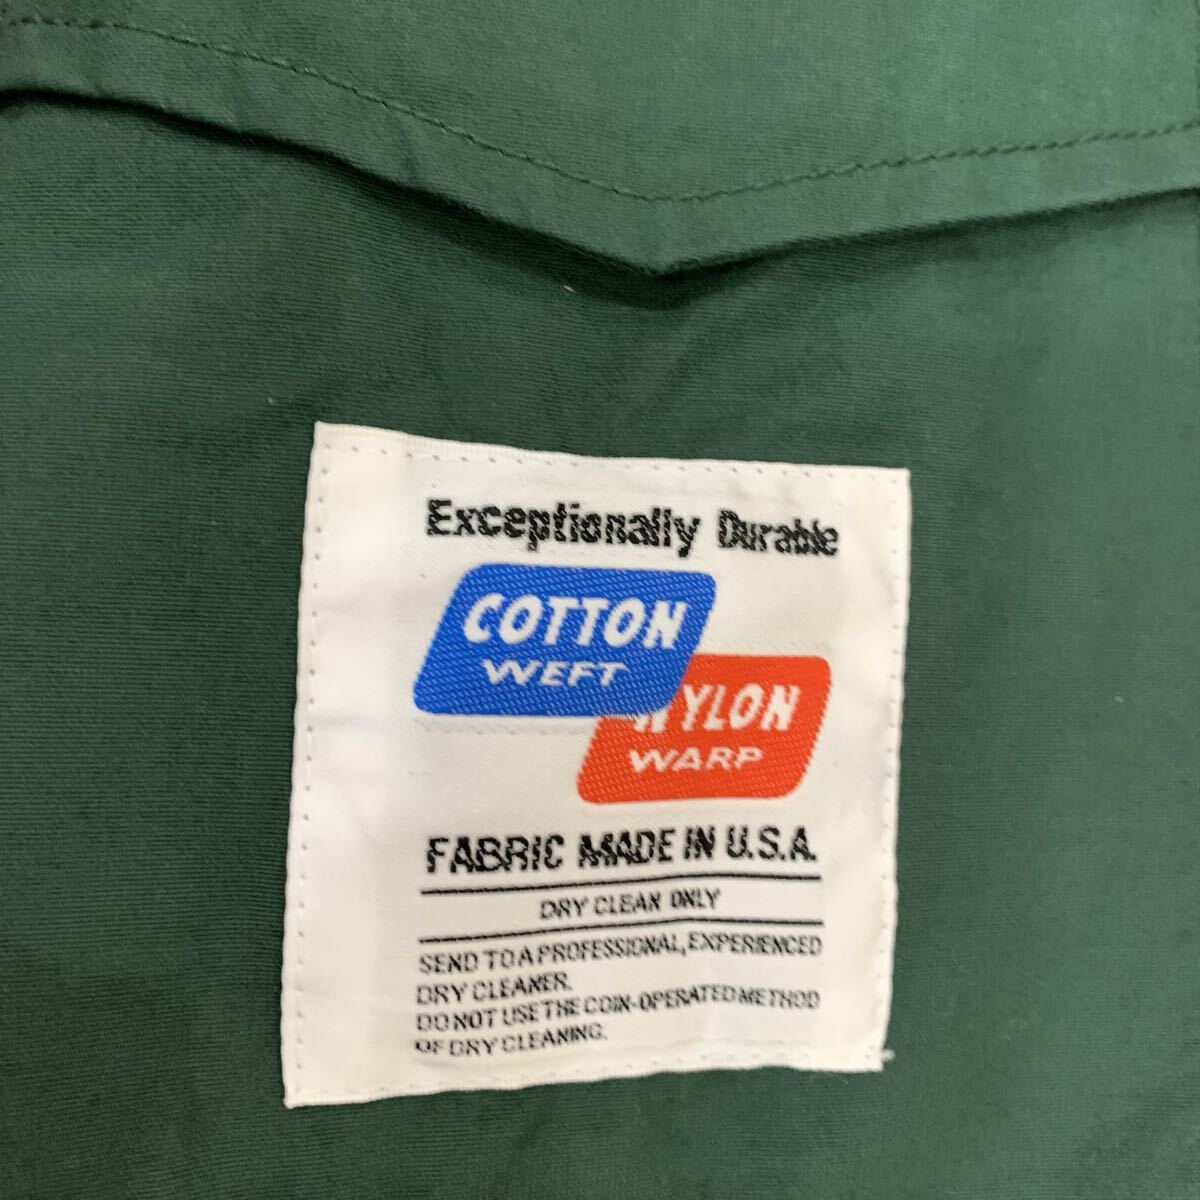 Exceptionally Durable
COTTON
WEFT
NYLON
WARP
FABRIC MADE IN U.S.A.
DRY CLEAN ONLY
SEND TO A PROFESSIONAL, EXPERIENCED
DRY CLEANER.
DO NOT USE THE COIN-OPERATED METHOD
OF DRY CLEANING.